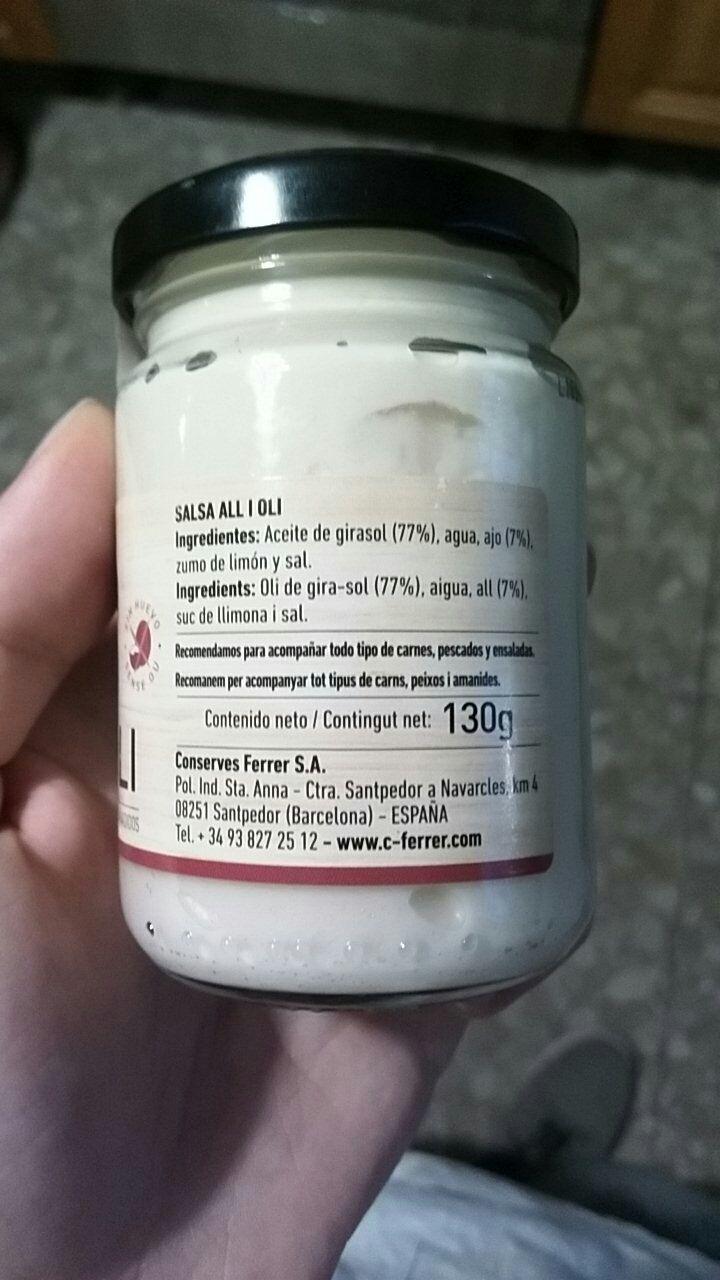 SALSA ALL I OLI
Ingredientes: Aceite de girasol (77%), agua, ajo (7%),
zumo de limón y sal.
Ingredients: Oli de gira-sol (77%), aigua, all (7%),
suc de llimona i sal.
Recomendamos para acompañar todo tipo de carnes, pescados y ensaladas.
Recomanem per acompanyar tot tipus de carns, peixos i amanides.
Contenido neto / Contingut net: 130g
Conserves Ferrer S.A.
Pol. Ind. Sta. Anna - Ctra. Santpedor a Navarcles, km 4
08251 Santpedor (Barcelona) - ESPAÑA
Tel. + 34 93 827 25 12 - www.c-ferrer.com
HUEVO
SENSE OU
LI